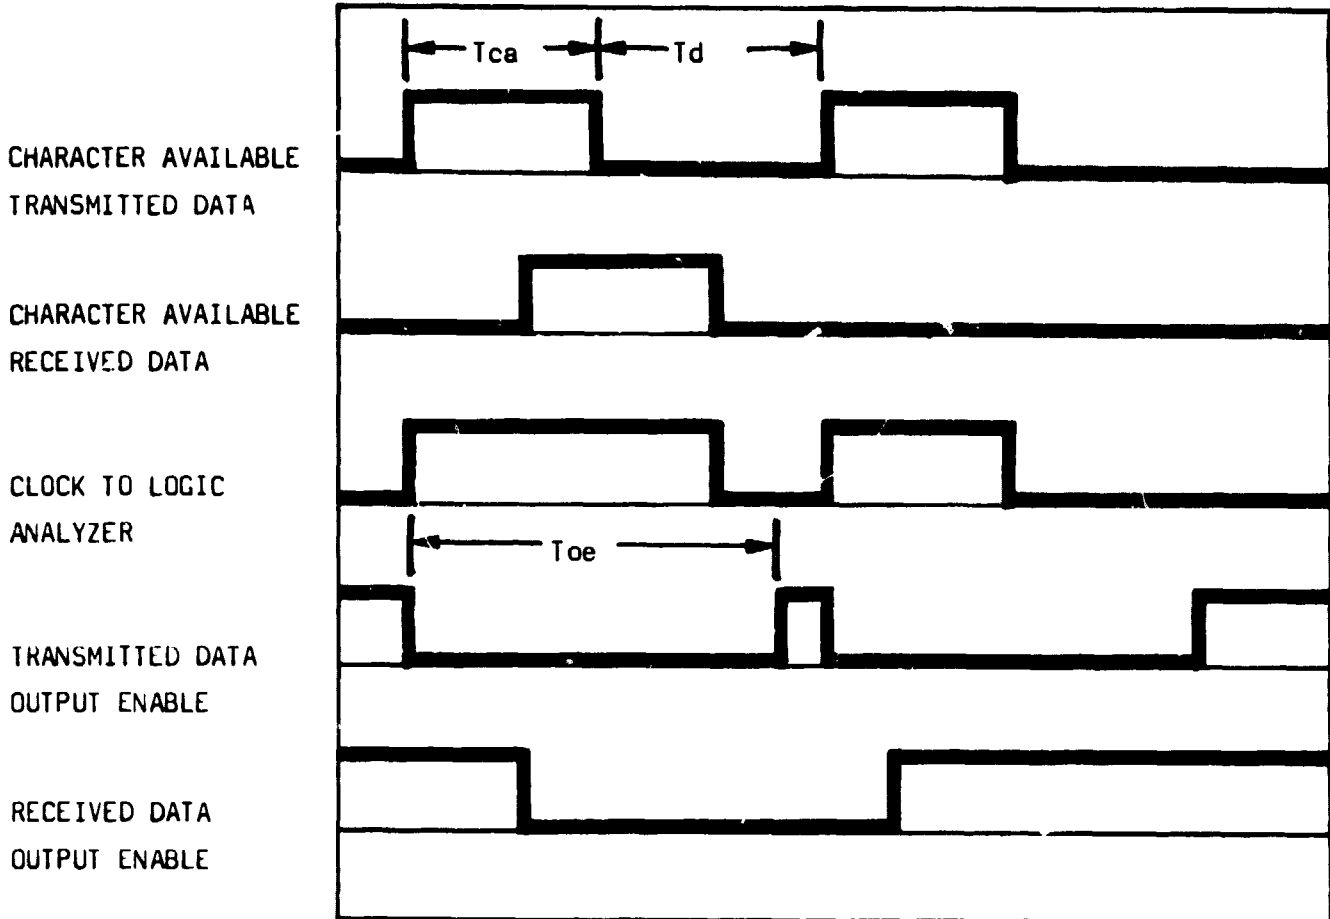 Tca
Td
CHARACTER AVAILABLE
TRANSMITTED DATA
CHARACTER AVAILABLE
RECEIVED DATA
CLOCK TO LOGIC
ANALYZER
Toe
TRANSMITTED DATA
OUTPUT ENABLE
RECEIVED DATA
OUTPUT ENABLE